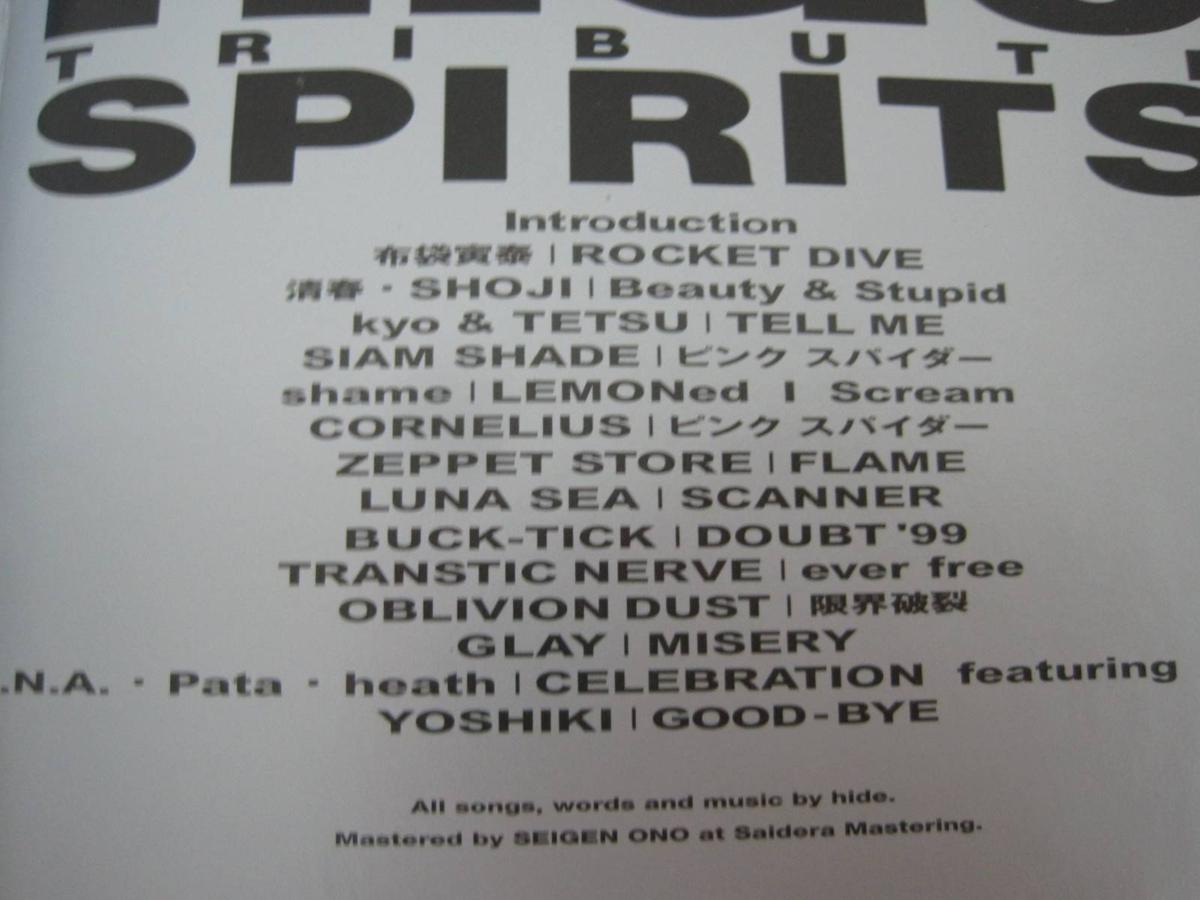 TRIBUT
SPIRITS
Introduction
布袋寅泰 | ROCKET DIVE
清春・SHOJI | Beauty & Stupid
kyo & TETSU | TELL ME
SIAM SHADE | ピンク スパイダー
shame | LEMONed I Scream
CORNELIUS | ピンク スパイダー
ZEPPET STORE | FLAME
LUNA SEA | SCANNER
BUCK-TICK | DOUBT '99
TRANSTIC NERVE | ever free
OBLIVION DUST | 限界破裂
GLAY | MISERY
.N.A.・Pata・heath | CELEBRATION featuring
YOSHIKI | GOOD-BYE
All songs, words and music by hide.
Mastered by SEIGEN ONO at Saidera Mastering.